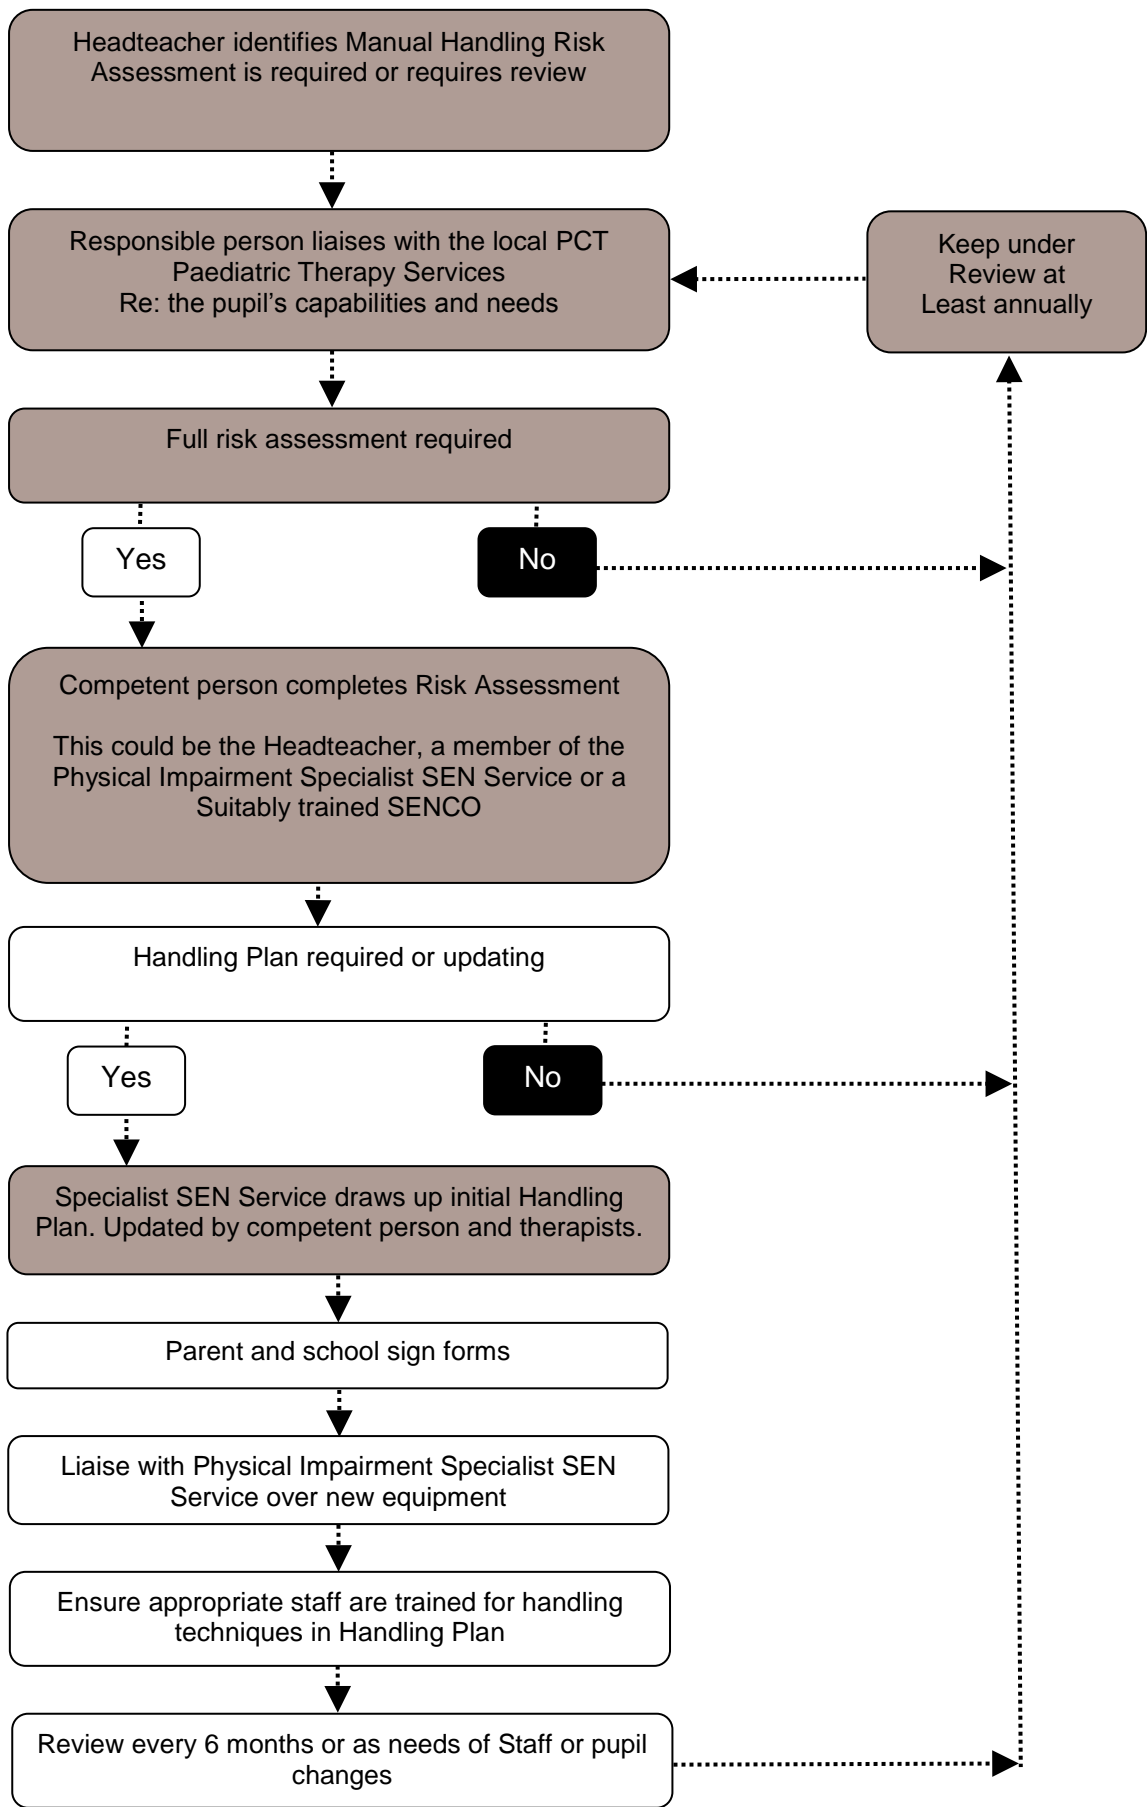 Headteacher identifies Manual Handling Risk
Assessment is required or requires review
Responsible person liaises with the local PCT
Paediatric Therapy Services
Re: the pupil's capabilities and needs
Keep under
Review at
Least annually
Full risk assessment required
Yes
No
Competent person completes Risk Assessment
This could be the Headteacher, a member of the
Physical Impairment Specialist SEN Service or a
Suitably trained SENCO
Handling Plan required or updating
Yes
No
Specialist SEN Service draws up initial Handling
Plan. Updated by competent person and therapists.
Parent and school sign forms
Liaise with Physical Impairment Specialist SEN
Service over new equipment
Ensure appropriate staff are trained for handling
techniques in Handling Plan
Review every 6 months or as needs of Staff or pupil
changes